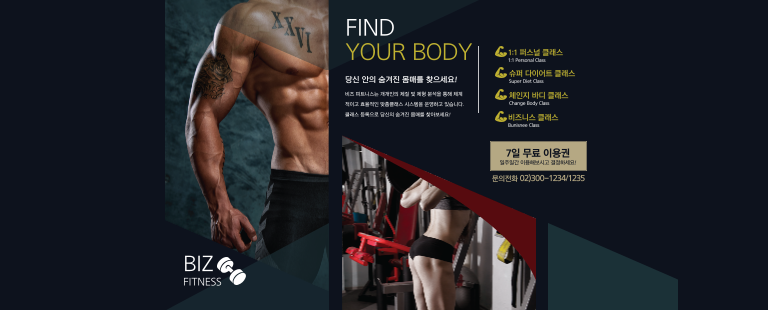 XXVI
FIND
YOUR BODY
당신 안의 숨겨진 몸매를 찾으세요!
비즈 피트니스는 개개인의 체질 및 체형 분석을 통해 체계
적이고 효율적인 맞춤클래스 시스템을 운영하고 있습니다.
클래스 등록으로 당신의 숨겨진 몸매를 찾아보세요!
1:1 퍼스널 클래스
1:1 Personal Class
슈퍼 다이어트 클래스
Super Diet Class
체인지 바디 클래스
Change Body Class
비즈니스 클래스
Bunisnee Class
7일 무료 이용권
일주일간 이용해보시고 결정하세요!
문의전화 02)300-1234/1235
BIZ
FITNESS